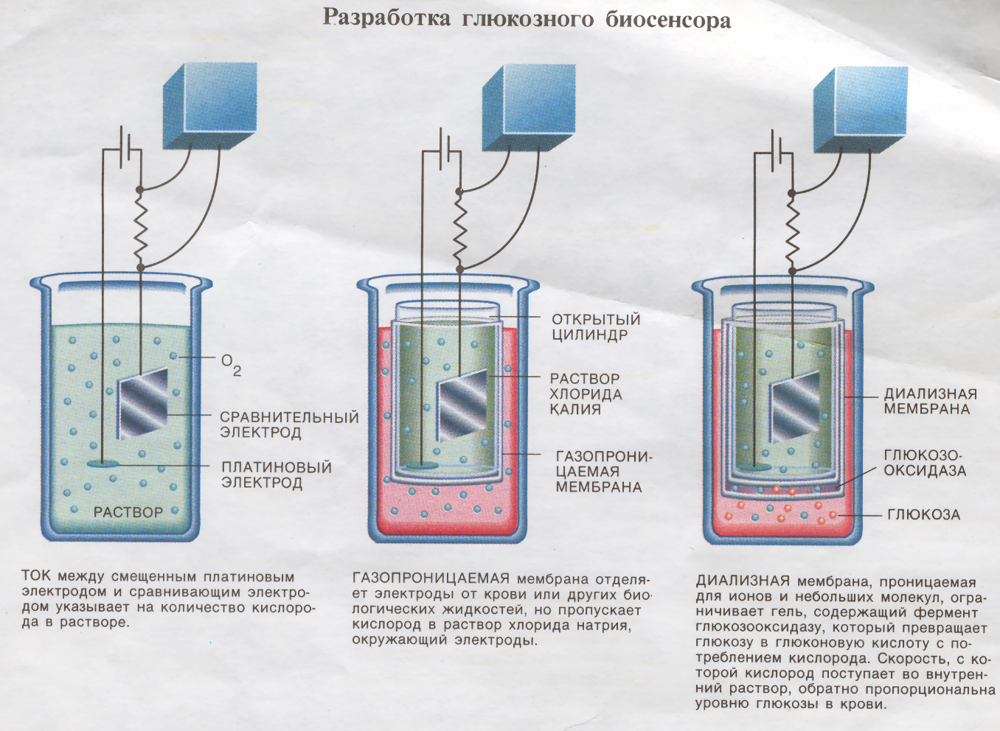 Разработка глюкозного биосенсора
O
2
СРАВНИТЕЛЬНЫЙ
ЭЛЕКТРОД
ПЛАТИНОВЫЙ
ЭЛЕКТРОД
РАСТВОР
ОТКРЫТЫЙ
ЦИЛИНДР
РАСТВОР
ХЛОРИДА
КАЛИЯ
ГАЗОПРОНИ-
ЦАЕМАЯ
МЕМБРАНА
ДИАЛИЗНАЯ
МЕМБРАНА
ГЛЮКОЗО-
ОКСИДАЗА
ГЛЮКОЗА
ТОК между смещенным платиновым
электродом и сравнивающим электро-
дом указывает на количество кислоро-
да в растворе.
ГАЗОПРОНИЦАЕМАЯ мембрана отделя-
ет электроды от крови или других био-
логических жидкостей, но пропускает
кислород в раствор хлорида натрия,
окружающий электроды.
ДИАЛИЗНАЯ мембрана, проницаемая
для ионов и небольших молекул, огра-
ничивает гель, содержащий фермент
глюкозооксидазу, который превращает
глюкозу в глюконовую кислоту с по-
треблением кислорода. Скорость, с ко-
торой кислород поступает во внутрен-
ний раствор, обратно пропорциональна
уровню глюкозы в крови.